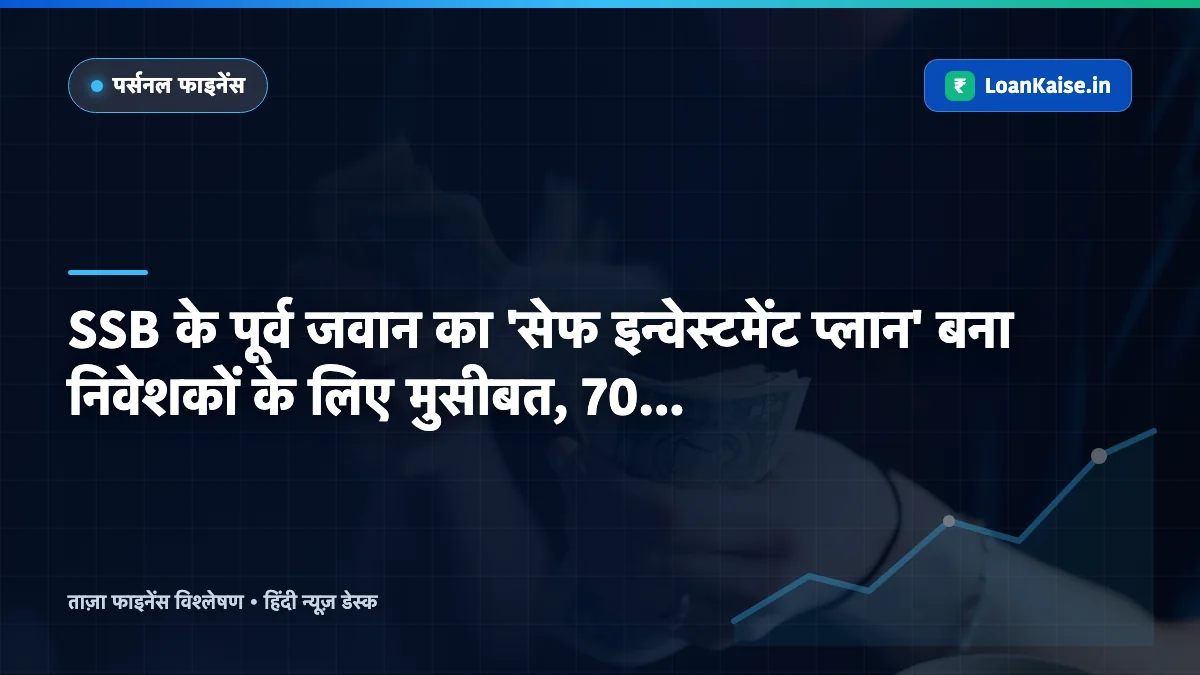 पर्सनल फाइनेंस
₹ LoanKaise.in
SSB के पूर्व जवान का 'सेफ इन्वेस्टमेंट प्लान' बना
निवेशकों के लिए मुसीबत, 70...
ताज़ा फाइनेंस विश्लेषण • हिंदी न्यूज़ डेस्क